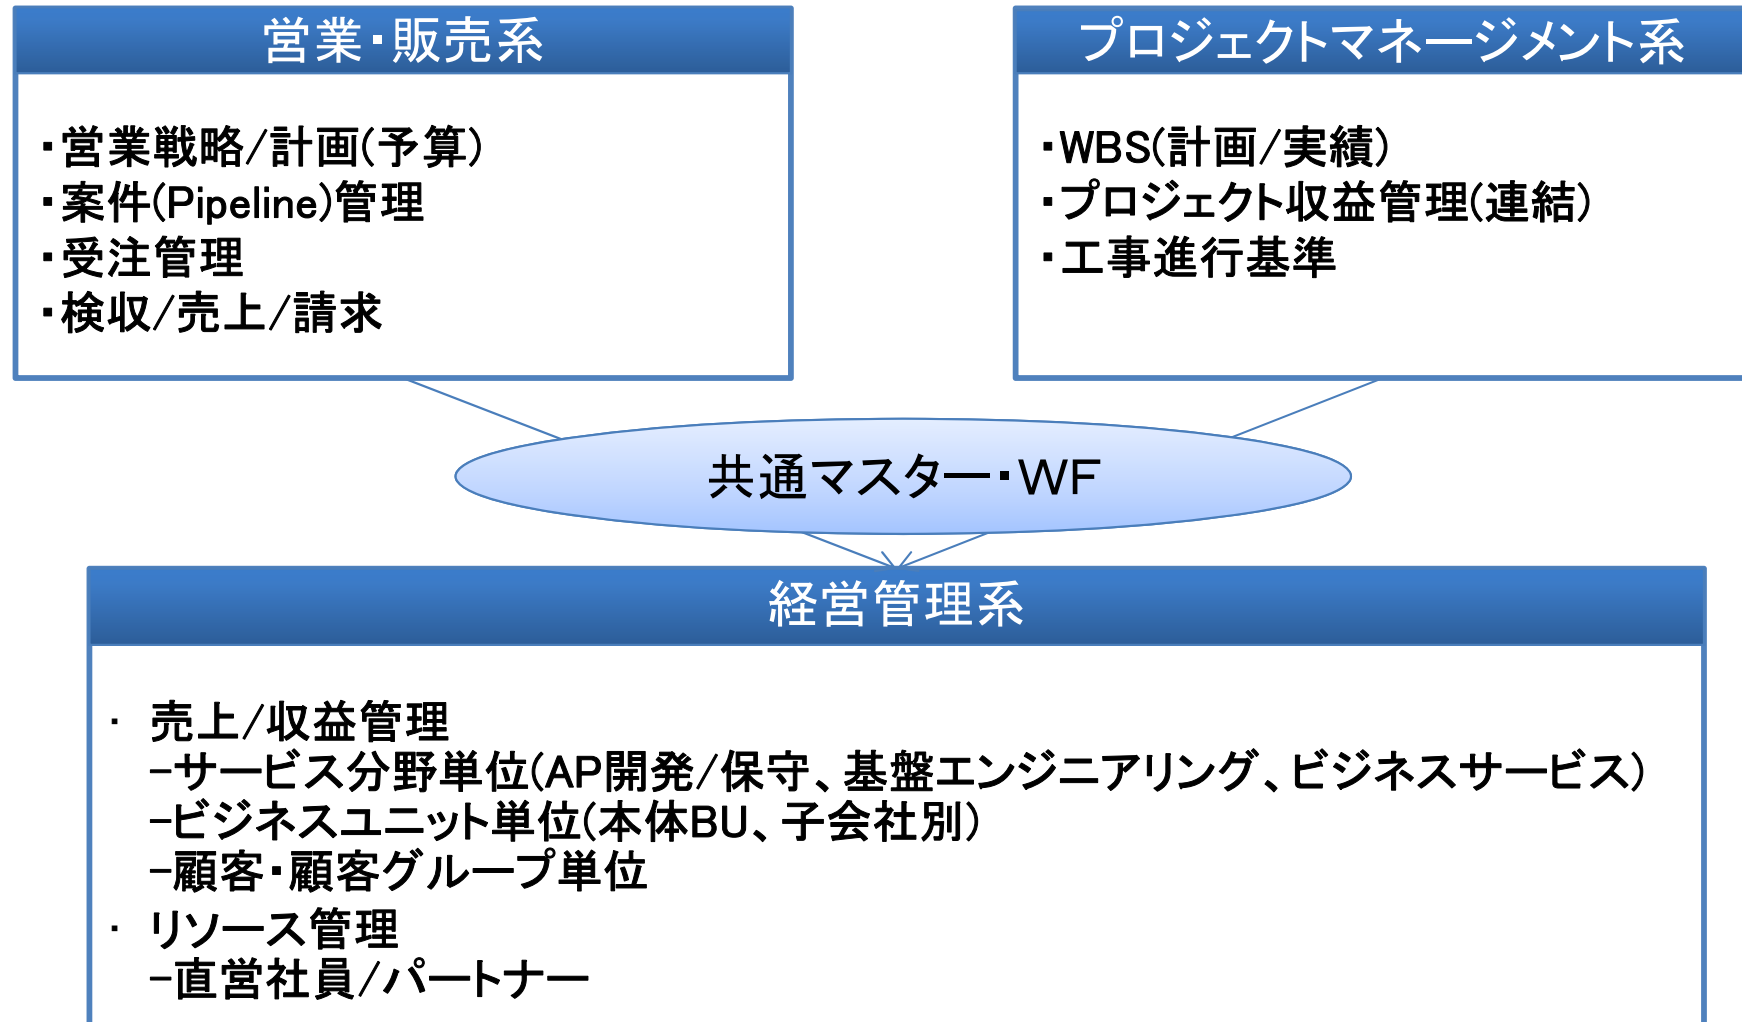 営業・販売系
・営業戦略/計画(予算)
・案件(Pipeline)管理
・受注管理
・検収/売上/請求
プロジェクトマネージメント系
・WBS(計画/実績)
・プロジェクト収益管理(連結)
・工事進行基準
共通マスター・WF
経営管理系
・ 売上/収益管理
−サービス分野単位(AP開発/保守、基盤エンジニアリング、ビジネスサービス)
−ビジネスユニット単位(本体BU、子会社別)
−顧客・顧客グループ単位
・ リソース管理
−直営社員/パートナー